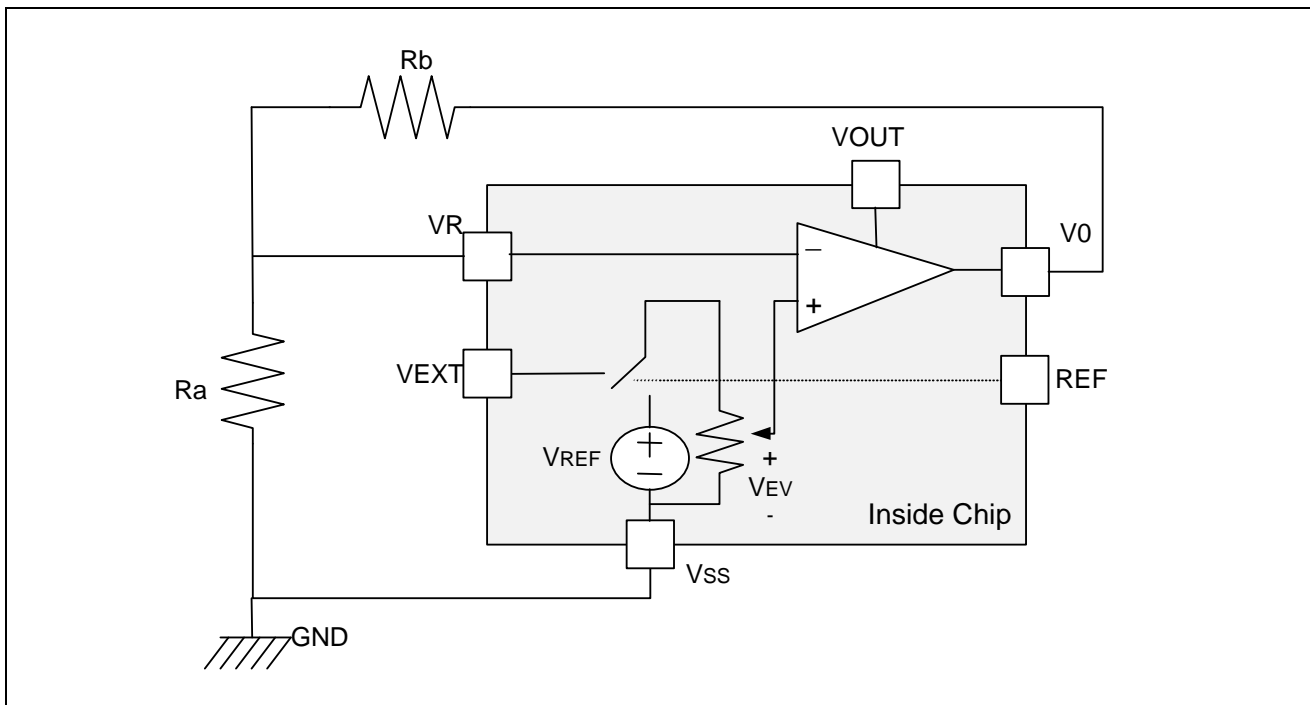 Rb
VOUT
VR
V0
−
+
VEXT
REF
Ra
+
−
VREF
+
VEV
-
Inside Chip
VSS
GND